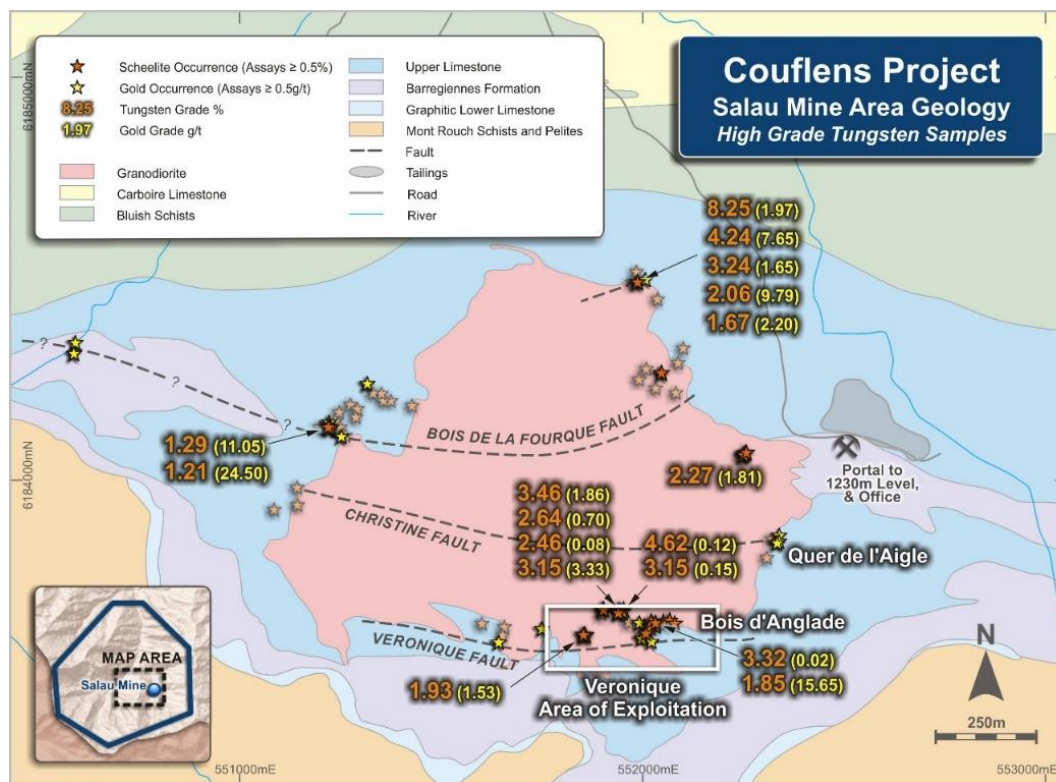 Couflens Project
Salau Mine Area Geology
High Grade Tungsten Samples
Scheelite Occurrence (Assays ≥ 0.5%)
Gold Occurrence (Assays ≥ 0.5g/t)
8.25 Tungsten Grade %
1.97 Gold Grade g/t
Granodiorite
Carboire Limestone
Bluish Schists
Upper Limestone
Barregiennes Formation
Graphitic Lower Limestone
Mont Rouch Schists and Pelites
Fault
Tailings
Road
River
6185000mN
8.25 (1.97)
4.24 (7.65)
3.24 (1.65)
2.06 (9.79)
1.67 (2.20)
?
?
?
BOIS DE LA FOURQUE FAULT
1.29 (11.05)
1.21 (24.50)
2.27 (1.81)
Portal to
1230m Level,
& Office
6184000mN
CHRISTINE FAULT
3.46 (1.86)
2.64 (0.70)
2.46 (0.08)
3.15 (3.33)
4.62 (0.12)
3.15 (0.15)
Quer de l'Aigle
Bois d'Anglade
VERONIQUE FAULT
3.32 (0.02)
1.85 (15.65)
1.93 (1.53)
Veronique
Area of Exploitation
MAP AREA
Salau Mine
N
250m
551000mE
552000mE
553000mE